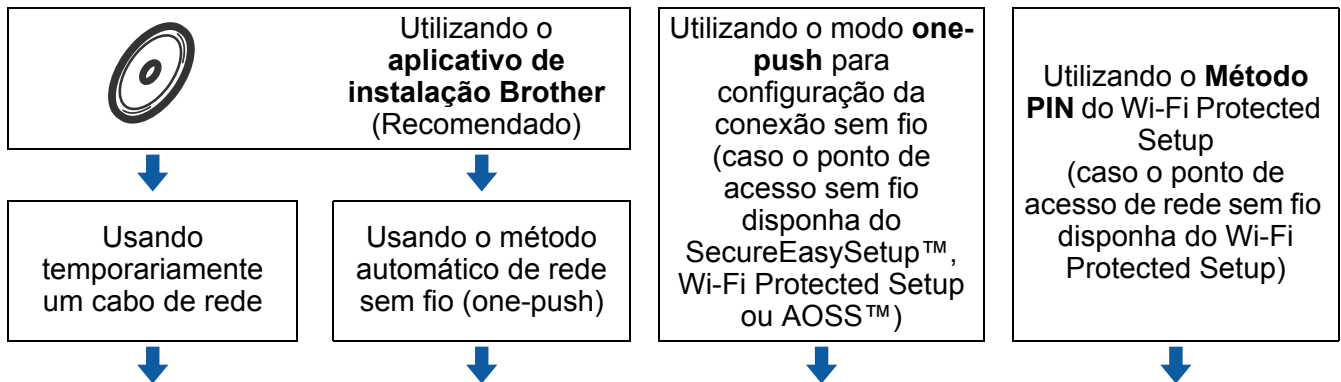 Utilizando o
aplicativo de
instalação Brother
(Recomendado)
Usando
temporariamente
um cabo de rede
Usando o método
automático de rede
sem fio (one-push)
Utilizando o modo one-
push para
configuração da
conexão sem fio
(caso o ponto de
acesso sem fio
disponha do
SecureEasySetup™,
Wi-Fi Protected Setup
ou AOSS™)
Utilizando o Método
PIN do Wi-Fi Protected
Setup
(caso o ponto de
acesso de rede sem fio
disponha do Wi-Fi
Protected Setup)